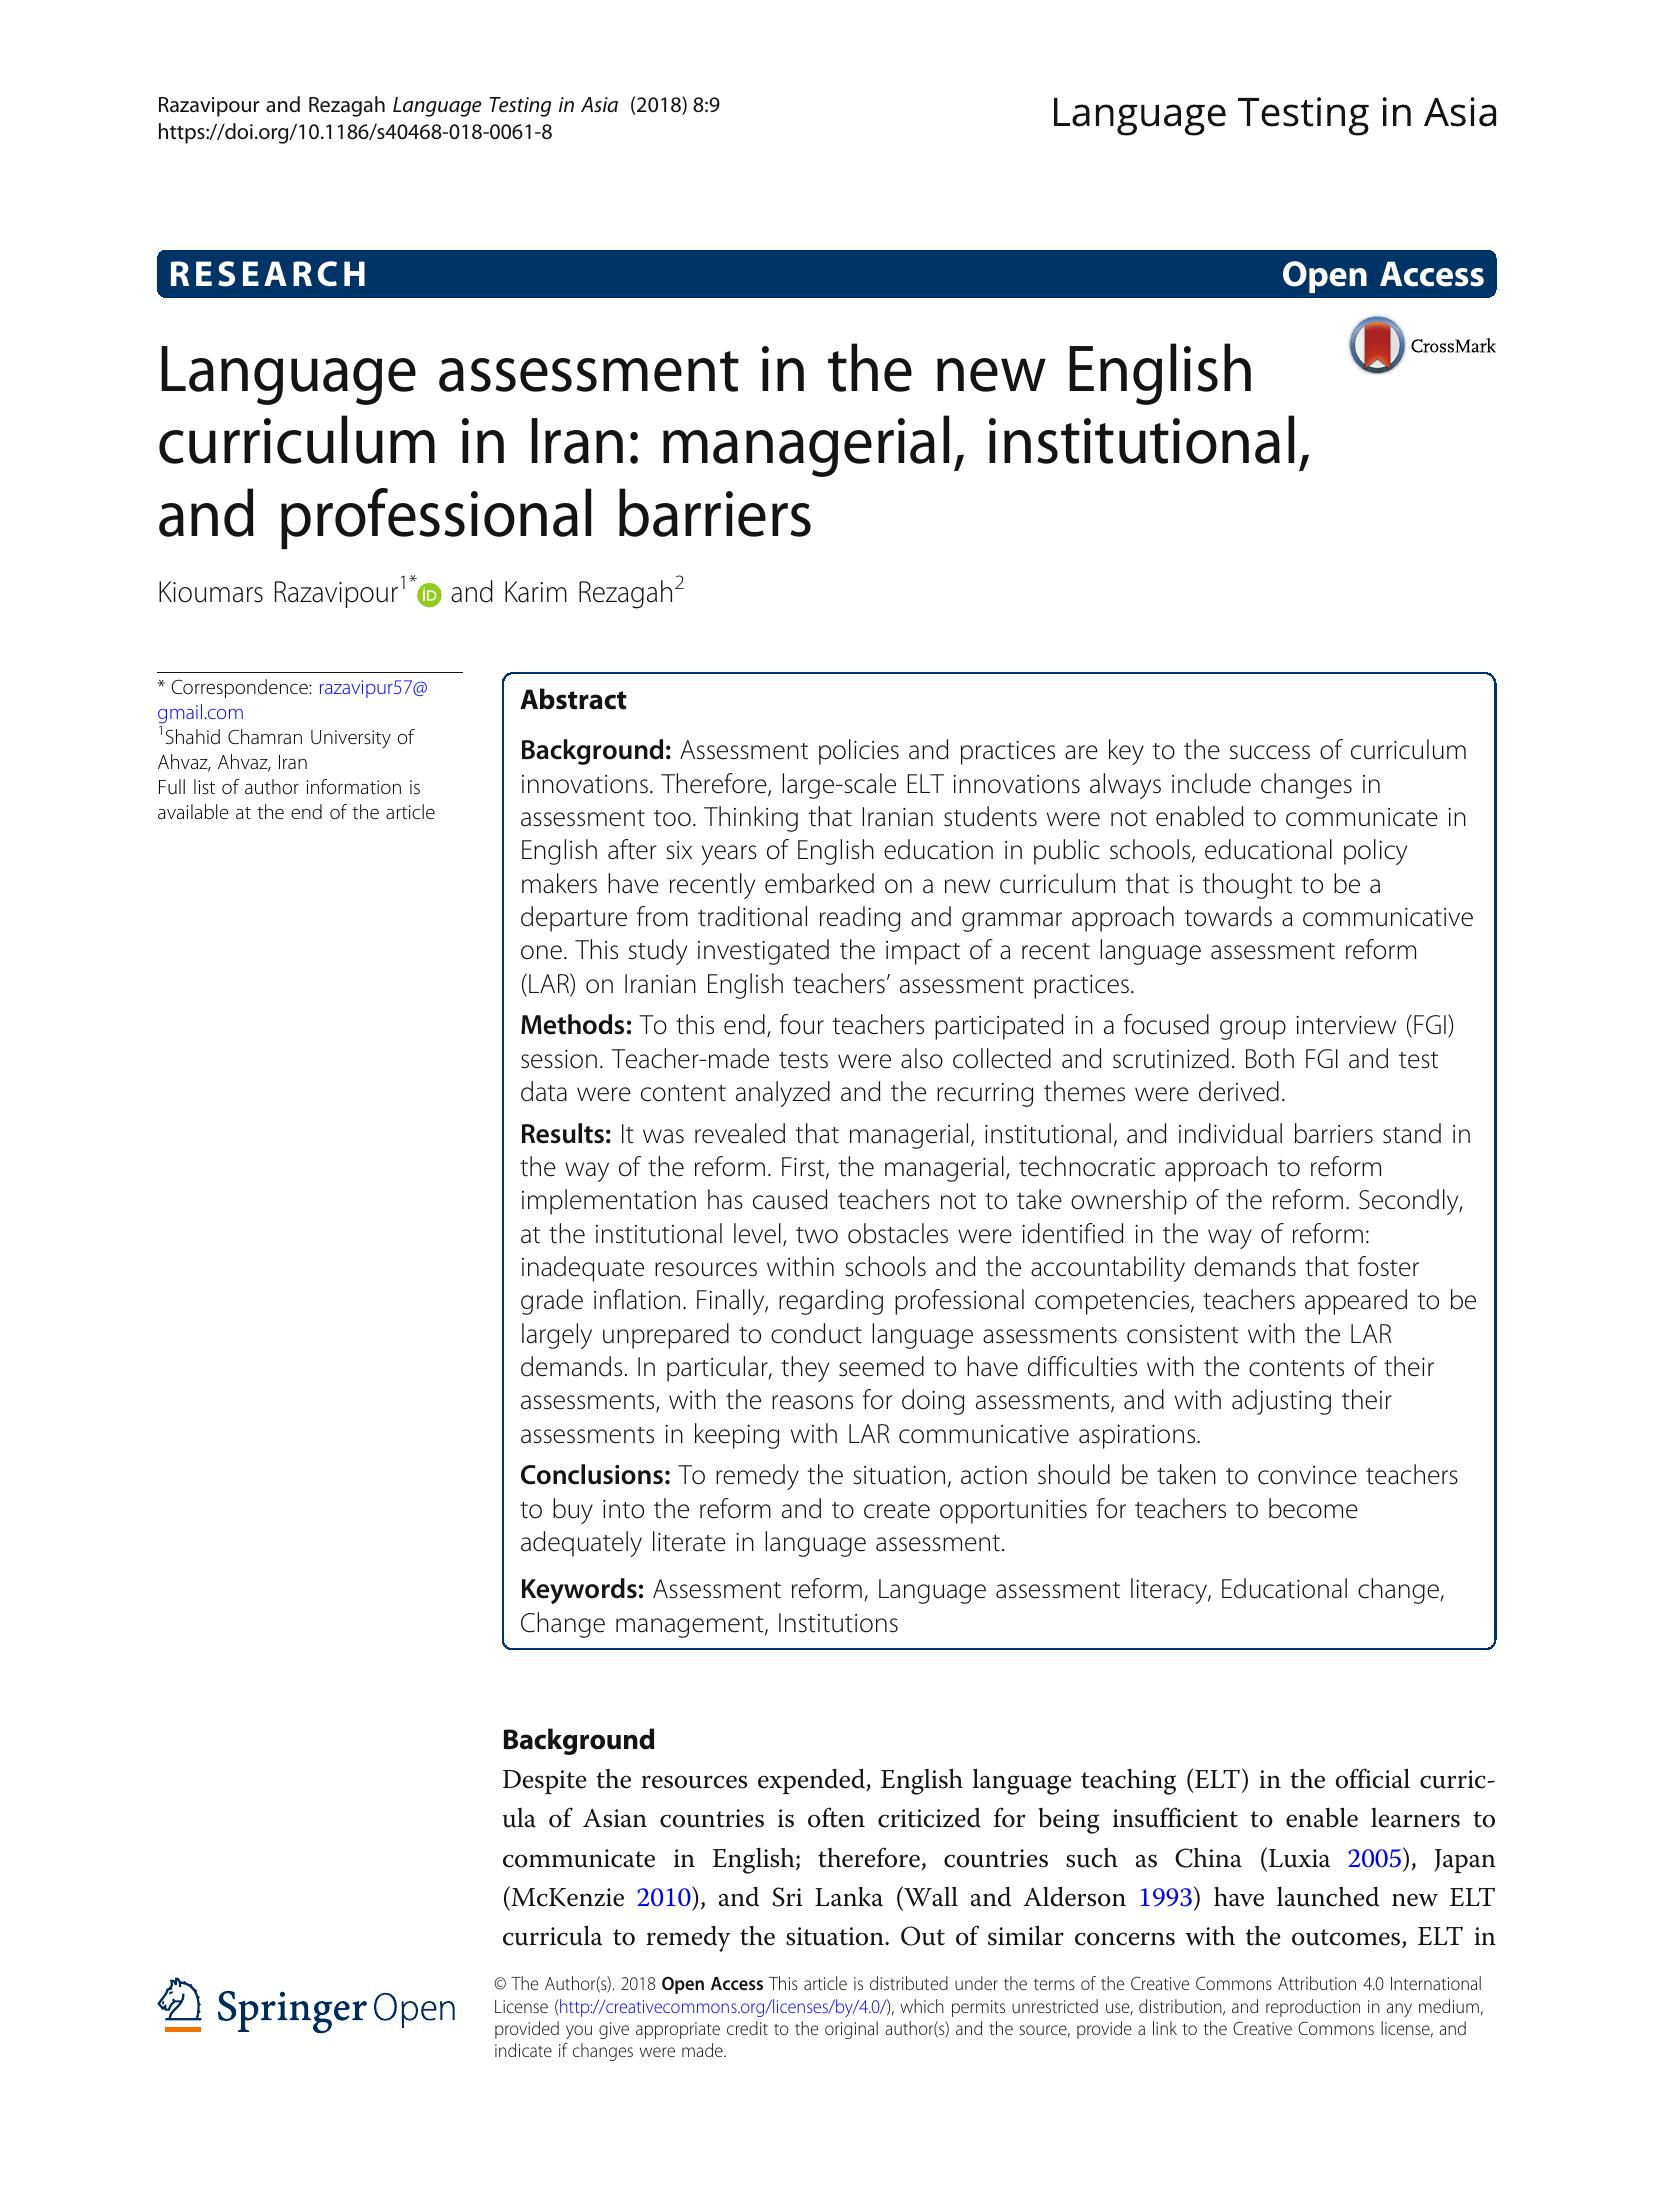 Razavipour and Rezagah Language Testing in Asia (2018) 8:9
https://doi.org/10.1186/s40468-018-0061-8
Language Testing in Asia
RESEARCH
Open Access
CrossMark
Language assessment in the new English
curriculum in Iran: managerial, institutional,
and professional barriers
Kioumars Razavipour1* iD and Karim Rezagah2
* Correspondence: razavipur57@
gmail.com
1Shahid Chamran University of
Ahvaz, Ahvaz, Iran
Full list of author information is
available at the end of the article
Abstract
Background: Assessment policies and practices are key to the success of curriculum
innovations. Therefore, large-scale ELT innovations always include changes in
assessment too. Thinking that Iranian students were not enabled to communicate in
English after six years of English education in public schools, educational policy
makers have recently embarked on a new curriculum that is thought to be a
departure from traditional reading and grammar approach towards a communicative
one. This study investigated the impact of a recent language assessment reform
(LAR) on Iranian English teachers’ assessment practices.
Methods: To this end, four teachers participated in a focused group interview (FGI)
session. Teacher-made tests were also collected and scrutinized. Both FGI and test
data were content analyzed and the recurring themes were derived.
Results: It was revealed that managerial, institutional, and individual barriers stand in
the way of the reform. First, the managerial, technocratic approach to reform
implementation has caused teachers not to take ownership of the reform. Secondly,
at the institutional level, two obstacles were identified in the way of reform:
inadequate resources within schools and the accountability demands that foster
grade inflation. Finally, regarding professional competencies, teachers appeared to be
largely unprepared to conduct language assessments consistent with the LAR
demands. In particular, they seemed to have difficulties with the contents of their
assessments, with the reasons for doing assessments, and with adjusting their
assessments in keeping with LAR communicative aspirations.
Conclusions: To remedy the situation, action should be taken to convince teachers
to buy into the reform and to create opportunities for teachers to become
adequately literate in language assessment.
Keywords: Assessment reform, Language assessment literacy, Educational change,
Change management, Institutions
Background
Despite the resources expended, English language teaching (ELT) in the official curric-
ula of Asian countries is often criticized for being insufficient to enable learners to
communicate in English; therefore, countries such as China (Luxia 2005), Japan
(McKenzie 2010), and Sri Lanka (Wall and Alderson 1993) have launched new ELT
curricula to remedy the situation. Out of similar concerns with the outcomes, ELT in
Springer Open
© The Author(s). 2018 Open Access This article is distributed under the terms of the Creative Commons Attribution 4.0 International
License (http://creativecommons.org/licenses/by/4.0/), which permits unrestricted use, distribution, and reproduction in any medium,
provided you give appropriate credit to the original author(s) and the source, provide a link to the Creative Commons license, and
indicate if changes were made.